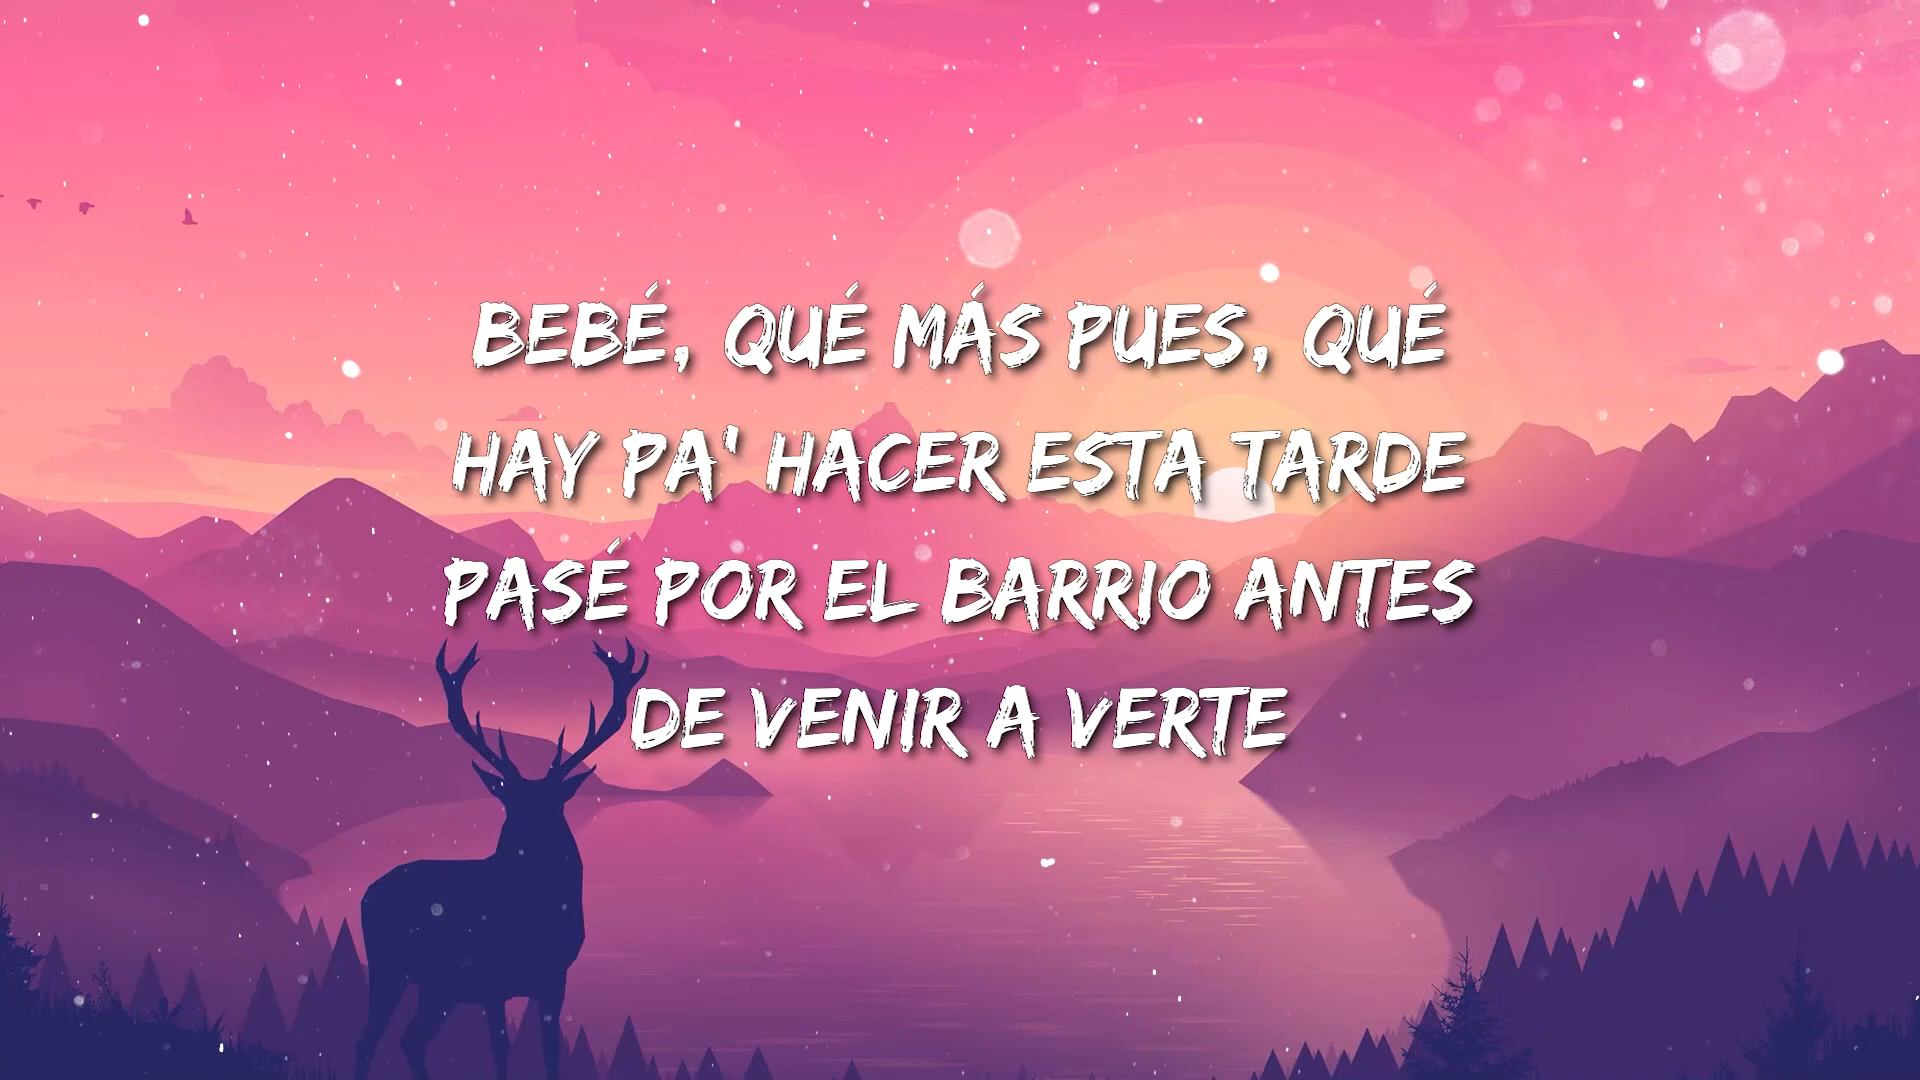 BEBÉ, QUÉ MÁS PUES, QUÉ
HAY PA' HACER ESTA TARDE
PASÉ POR EL BARRIO ANTES
DE VENIR A VERTE